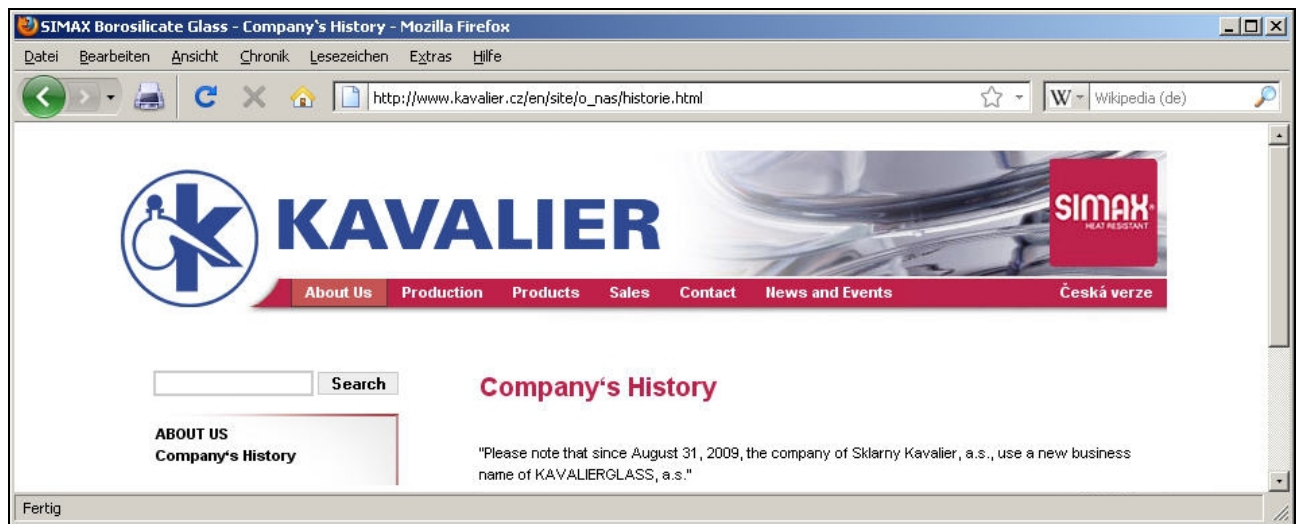 SIMAX Borosilicate Glass - Company's History - Mozilla Firefox
Datei Bearbeiten Ansicht Chronik Lesezeichen Extras Hilfe
http://www.kavalier.cz/en/site/o_nas/historie.html W Wikipedia (de)
k KAVALIER
SIMAX
HEAT RESISTANT
About Us Production Products Sales Contact News and Events Česká verze
Search
Company‘s History
ABOUT US
Company‘s History
"Please note that since August 31, 2009, the company of Sklarny Kavalier, a.s., use a new business
name of KAVALIERGLASS, a.s."
Fertig